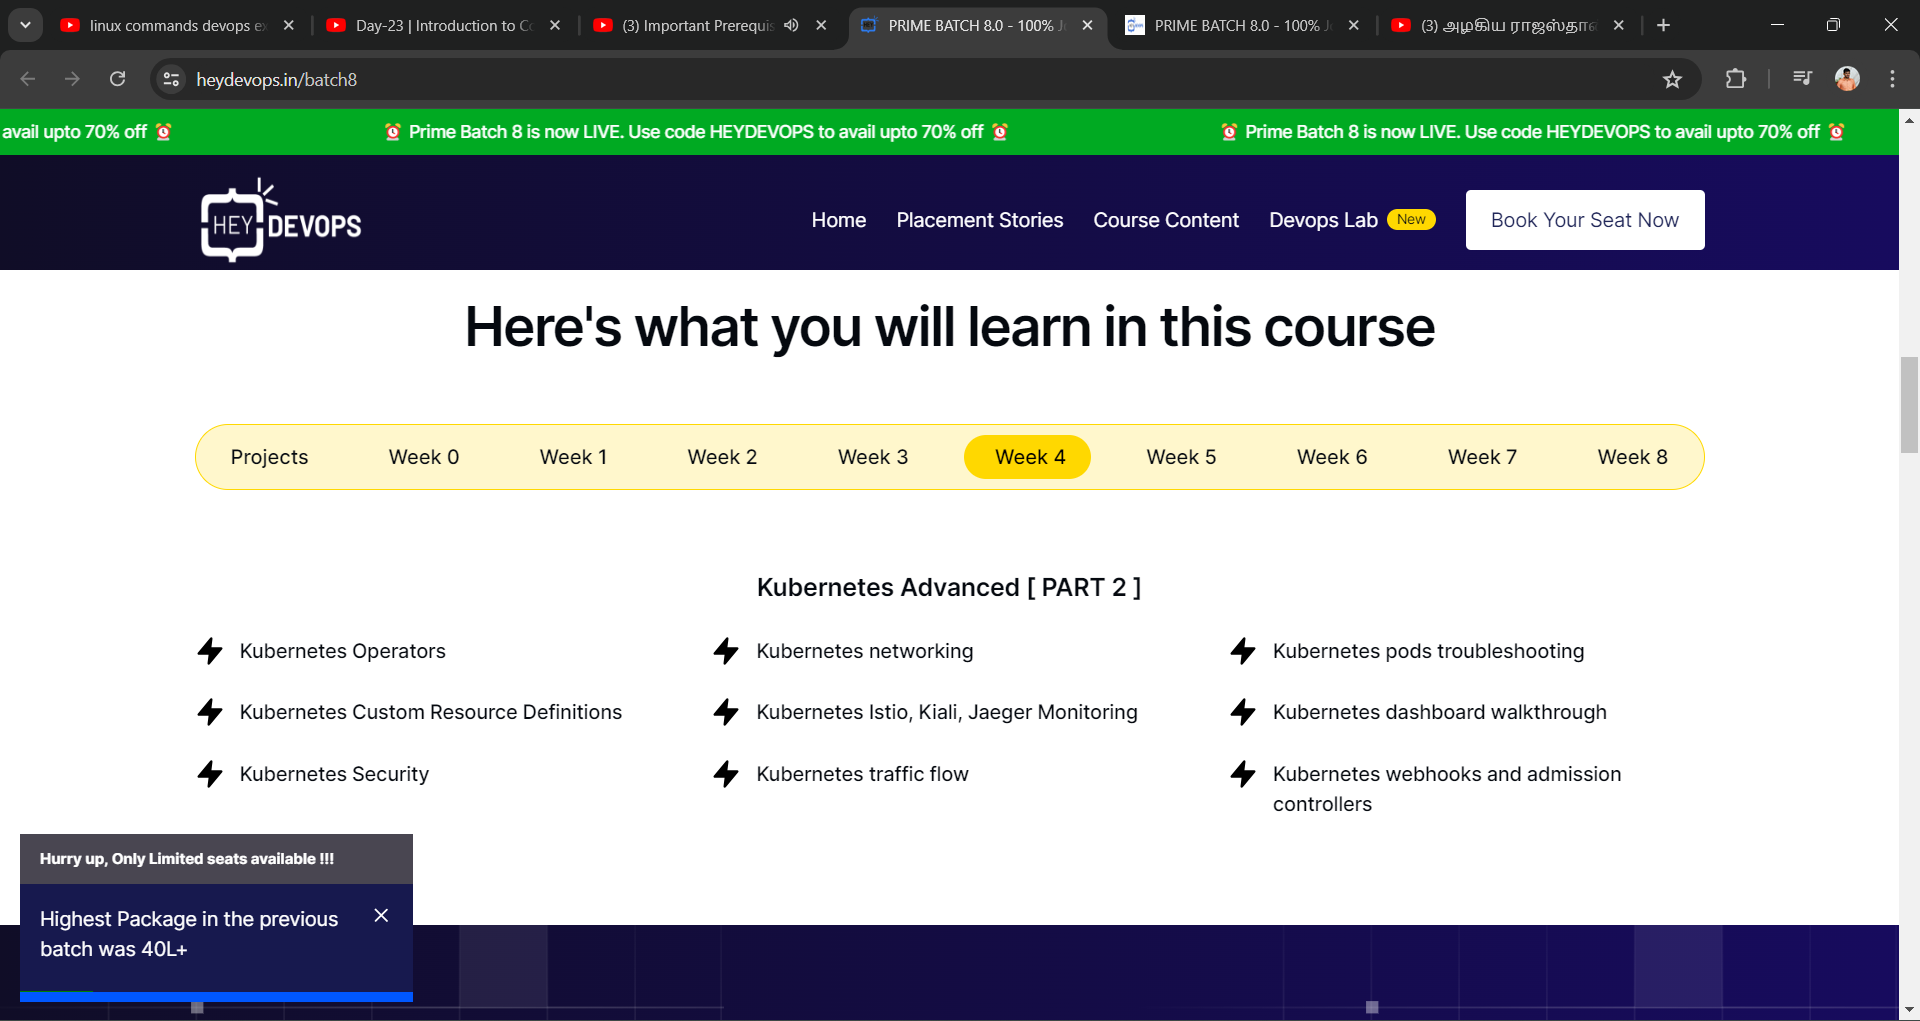 linux commands devops e
Day-23 | Introduction to
(3) Important Prerequis
PRIME BATCH 8.0 - 100%
PRIME BATCH 8.0 - 100%
(3) அழகிய ராஜஸ்தா
heydevops.in/batch8
avail upto 70% off ⏰
⏰ Prime Batch 8 is now LIVE. Use code HEYDEVOPS to avail upto 70% off ⏰
⏰ Prime Batch 8 is now LIVE. Use code HEYDEVOPS to avail upto 70% off ⏰
HEY DEVOPS
Home
Placement Stories
Course Content
Devops Lab New
Book Your Seat Now
Here's what you will learn in this course
Projects Week 0 Week 1 Week 2 Week 3 Week 4 Week 5 Week 6 Week 7 Week 8
Kubernetes Advanced [ PART 2 ]
Kubernetes Operators
Kubernetes networking
Kubernetes pods troubleshooting
Kubernetes Custom Resource Definitions
Kubernetes Istio, Kiali, Jaeger Monitoring
Kubernetes dashboard walkthrough
Kubernetes Security
Kubernetes traffic flow
Kubernetes webhooks and admission
controllers
Hurry up, Only Limited seats available !!!
Highest Package in the previous
batch was 40L+